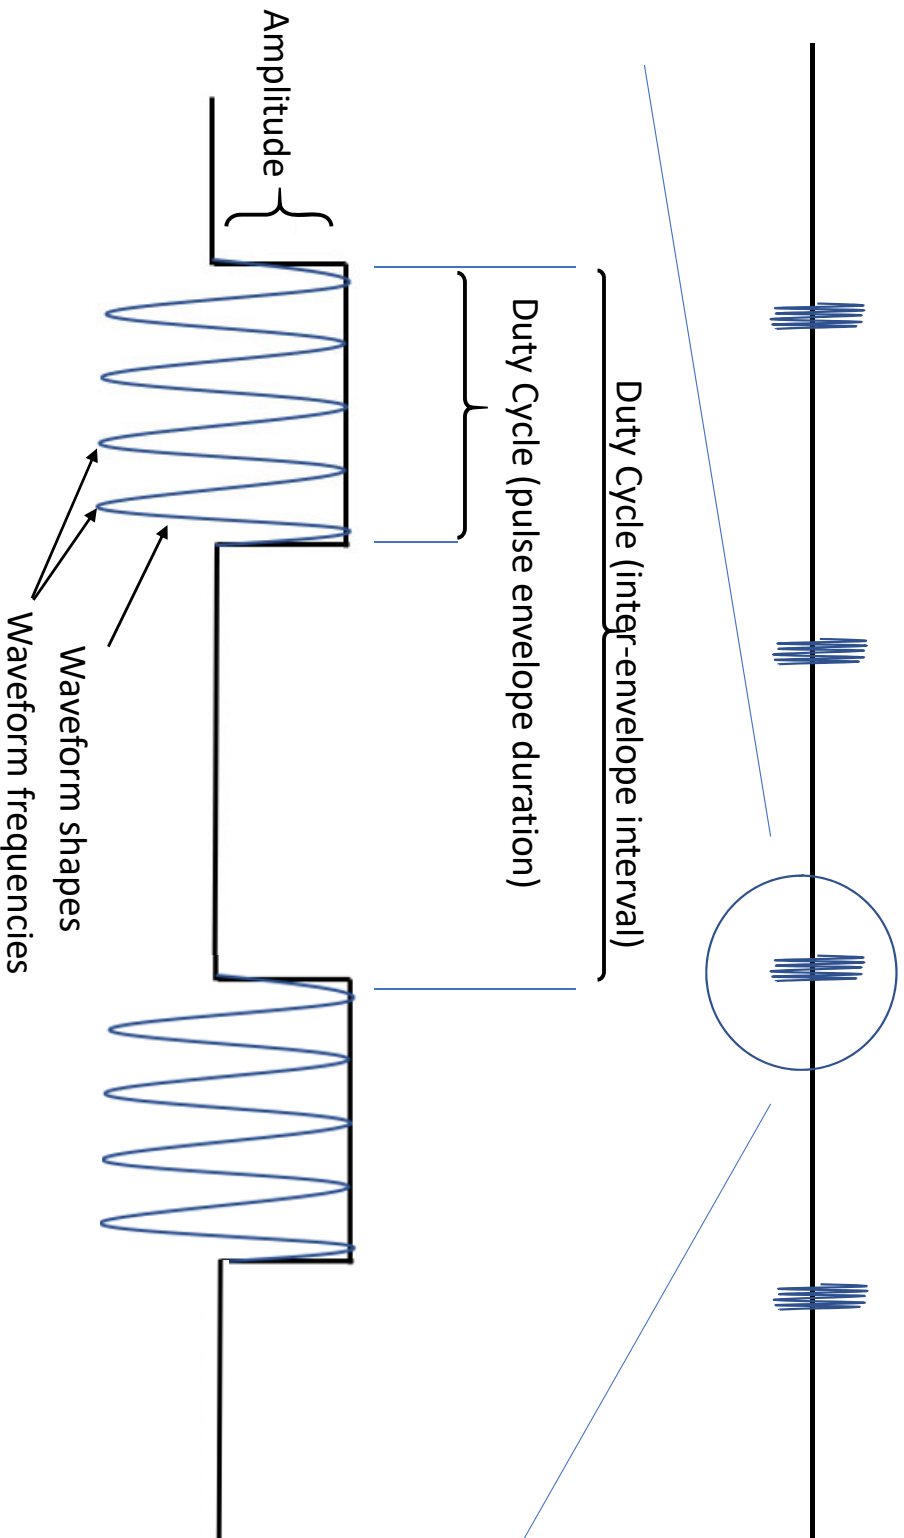 Duty Cycle (inter-envelope interval)
Duty Cycle (pulse envelope duration)
Amplitude
Waveform shapes
Waveform frequencies